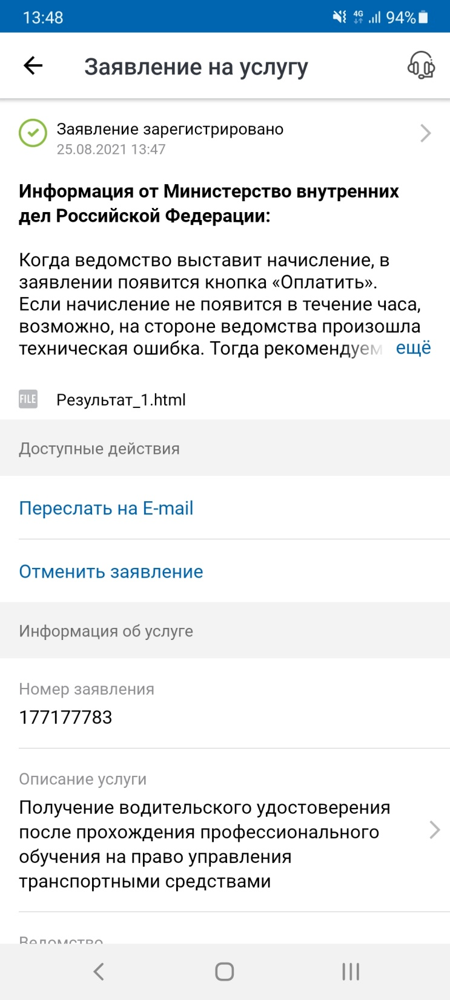 13:48
4G 94%
Заявление на услугу
Заявление зарегистрировано
25.08.2021 13:47
Информация от Министерство внутренних
дел Российской Федерации:
Когда ведомство выставит начисление, в
заявлении появится кнопка «Оплатить».
Если начисление не появится в течение часа,
возможно, на стороне ведомства произошла
техническая ошибка. Тогда рекомендуем ещё
FILE Результат_1.html
Доступные действия
Переслать на E-mail
Отменить заявление
Информация об услуге
Номер заявления
177177783
Описание услуги
Получение водительского удостоверения
после прохождения профессионального
обучения на право управления
транспортными средствами
Ведомство